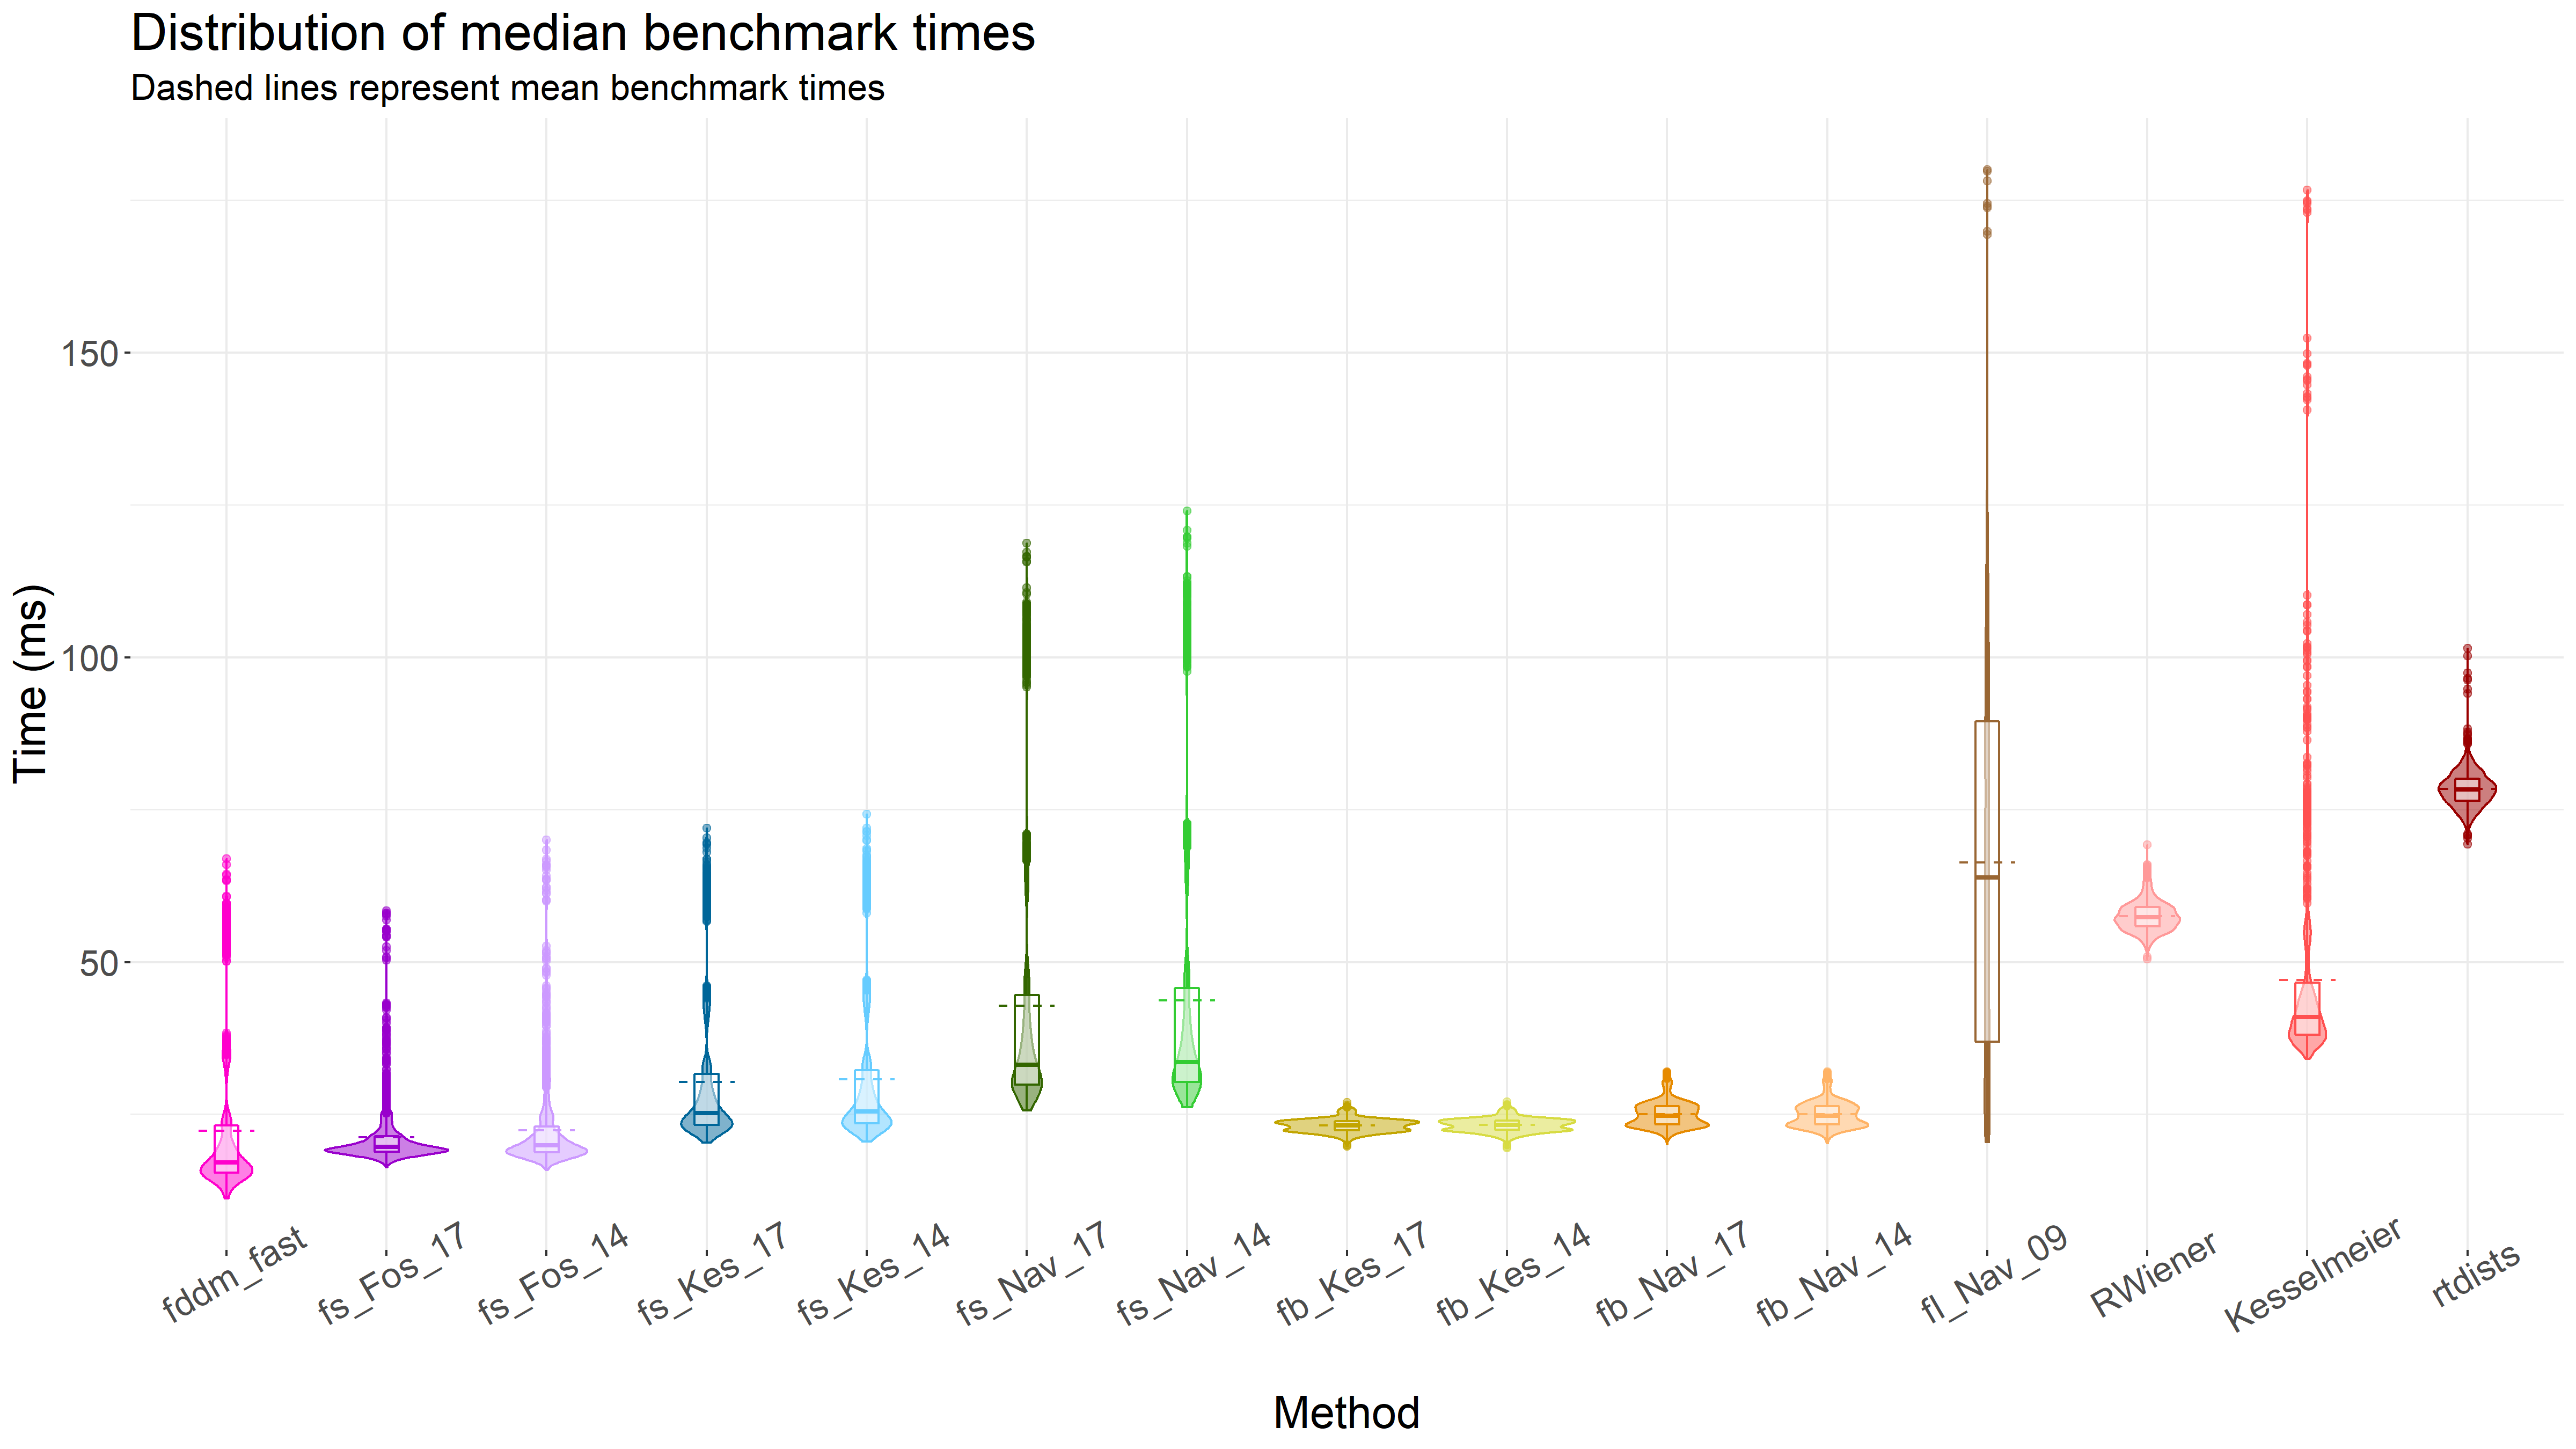 Distribution of median benchmark times
Dashed lines represent mean benchmark times
Time (ms)
150
100
50
fddm_fast
fs_Fos_17
fs_Fos_14
fs_Kes_17
fs_Kes_14
fs_Nav_17
fs_Nav_14
fb_Kes_17
fb_Kes_14
fb_Nav_17
fb_Nav_14
fl_Nav_09
RWiener
Kesselmeier
rtdists
Method